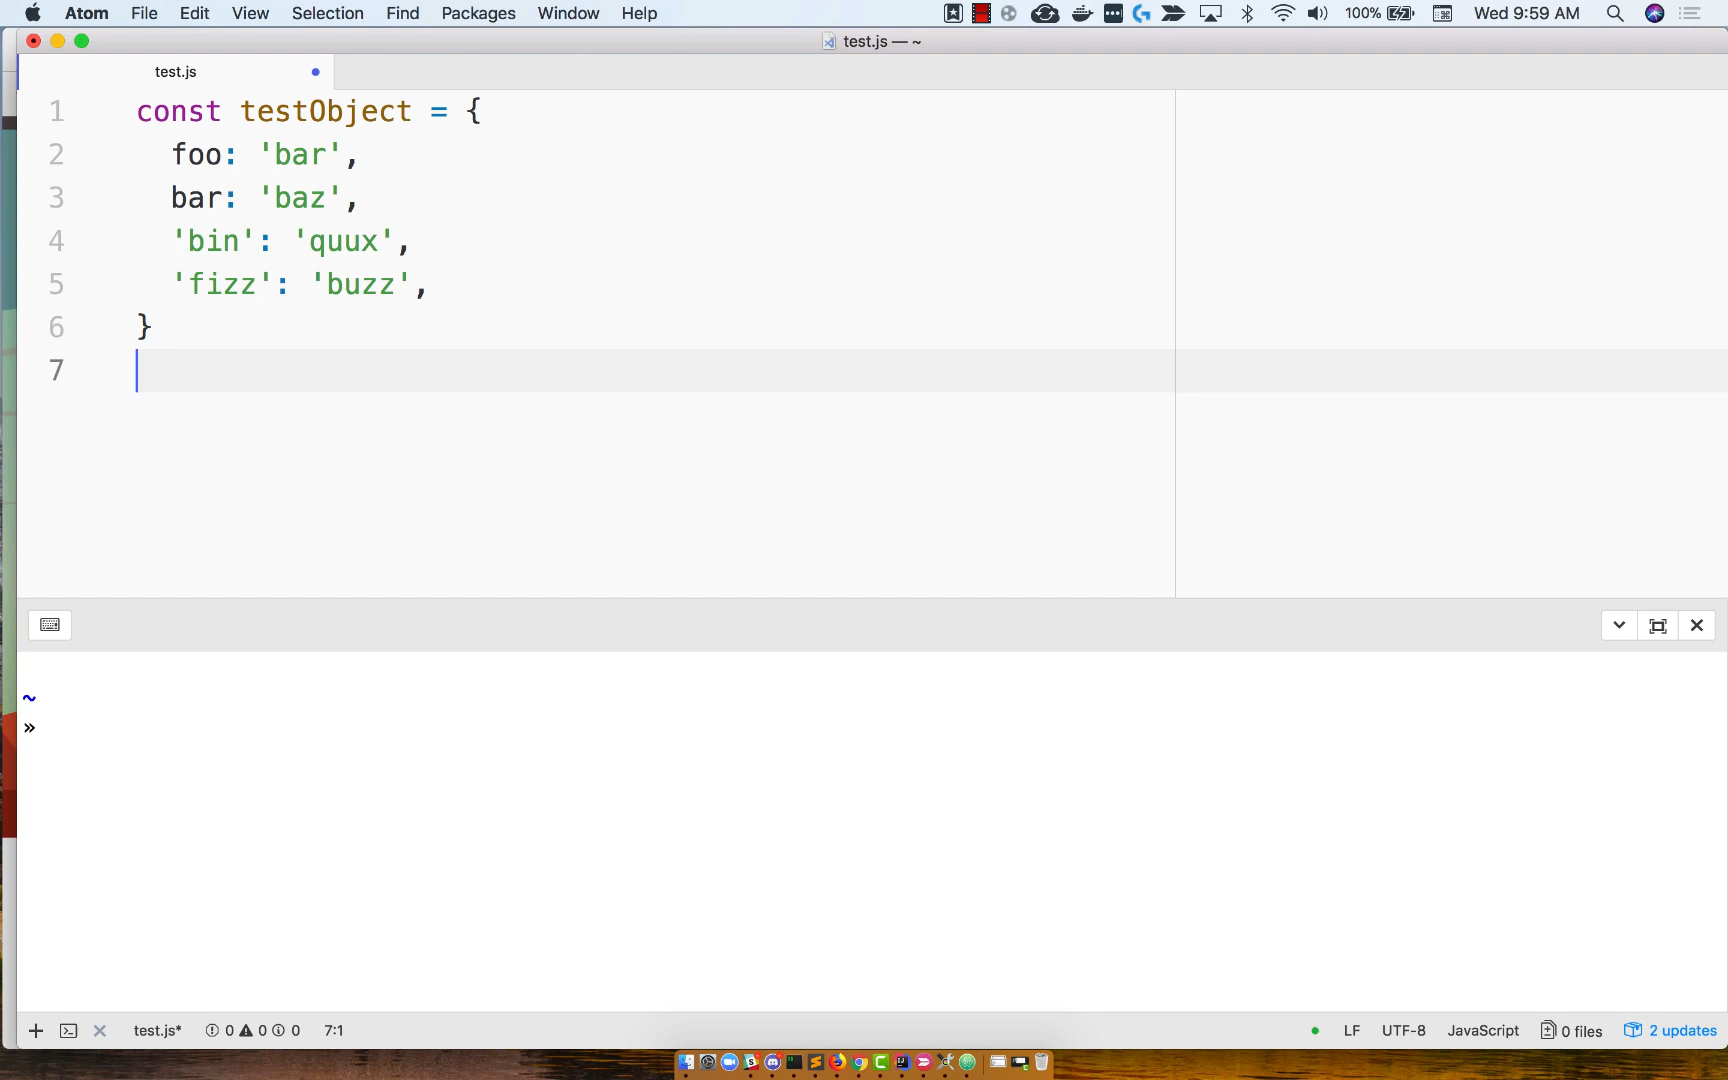 Atom File Edit View Selection Find Packages Window Help 100% Wed 9:59 AM
test.js — ~
test.js
1 const testObject = {
2 foo: 'bar',
3 bar: 'baz',
4 'bin': 'quux',
5 'fizz': 'buzz',
6 }
7
~
»
test.js* 0 0 0 7:1 LF UTF-8 JavaScript 0 files 2 updates